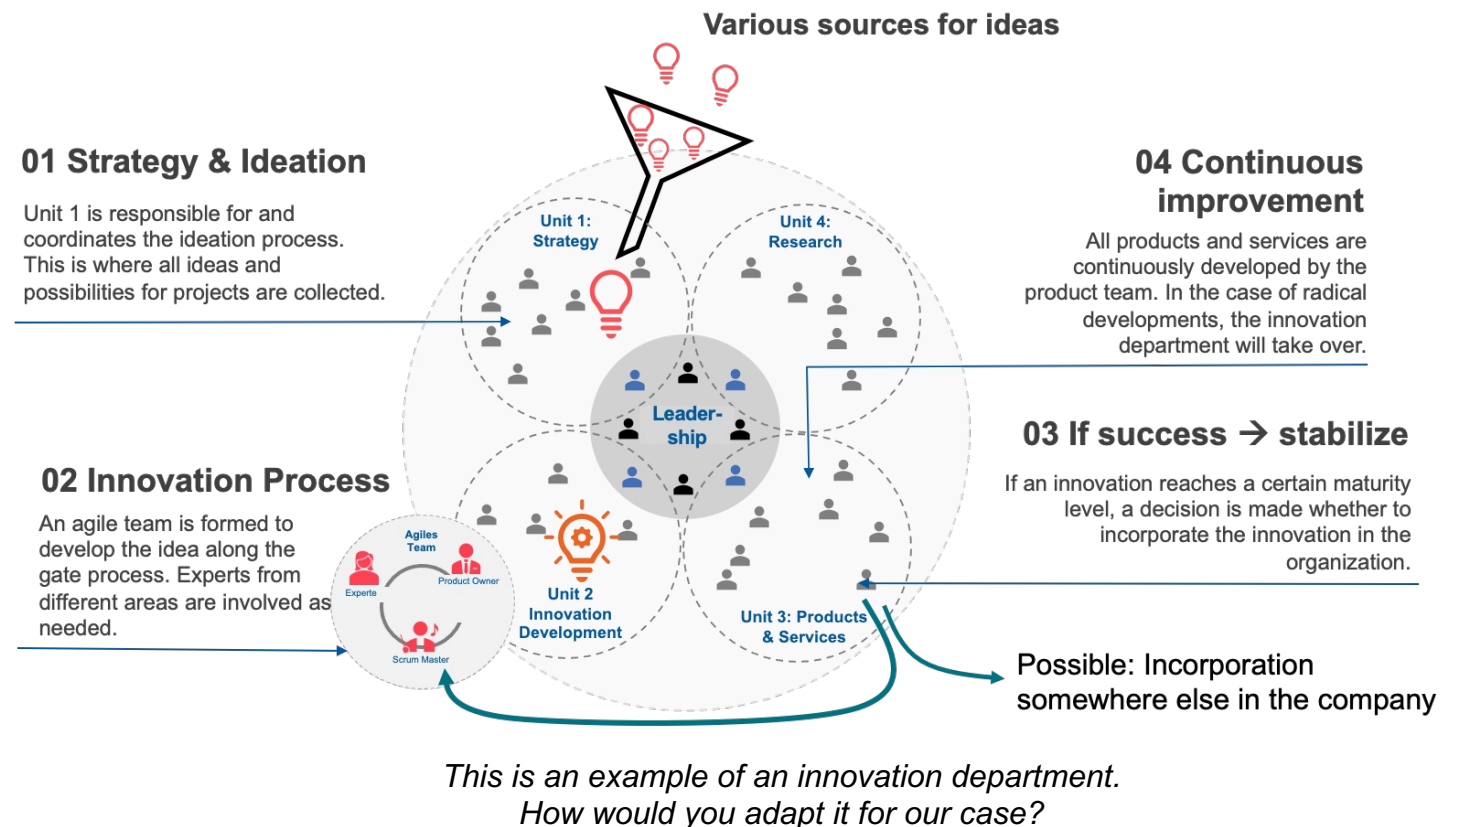 Various sources for ideas
01 Strategy & Ideation
Unit 1 is responsible for and
coordinates the ideation process.
This is where all ideas and
possibilities for projects are collected.
04 Continuous
improvement
All products and services are
continuously developed by the
product team. In the case of radical
developments, the innovation
department will take over.
Unit 1:
Strategy
Unit 4:
Research
Leader-
ship
02 Innovation Process
An agile team is formed to
develop the idea along the
gate process. Experts from
different areas are involved as
needed.
03 If success → stabilize
If an innovation reaches a certain maturity
level, a decision is made whether to
incorporate the innovation in the
organization.
Agiles
Team
Experte
Product Owner
Scrum Master
Unit 2
Innovation
Development
Unit 3: Products
& Services
Possible: Incorporation
somewhere else in the company
This is an example of an innovation department.
How would you adapt it for our case?